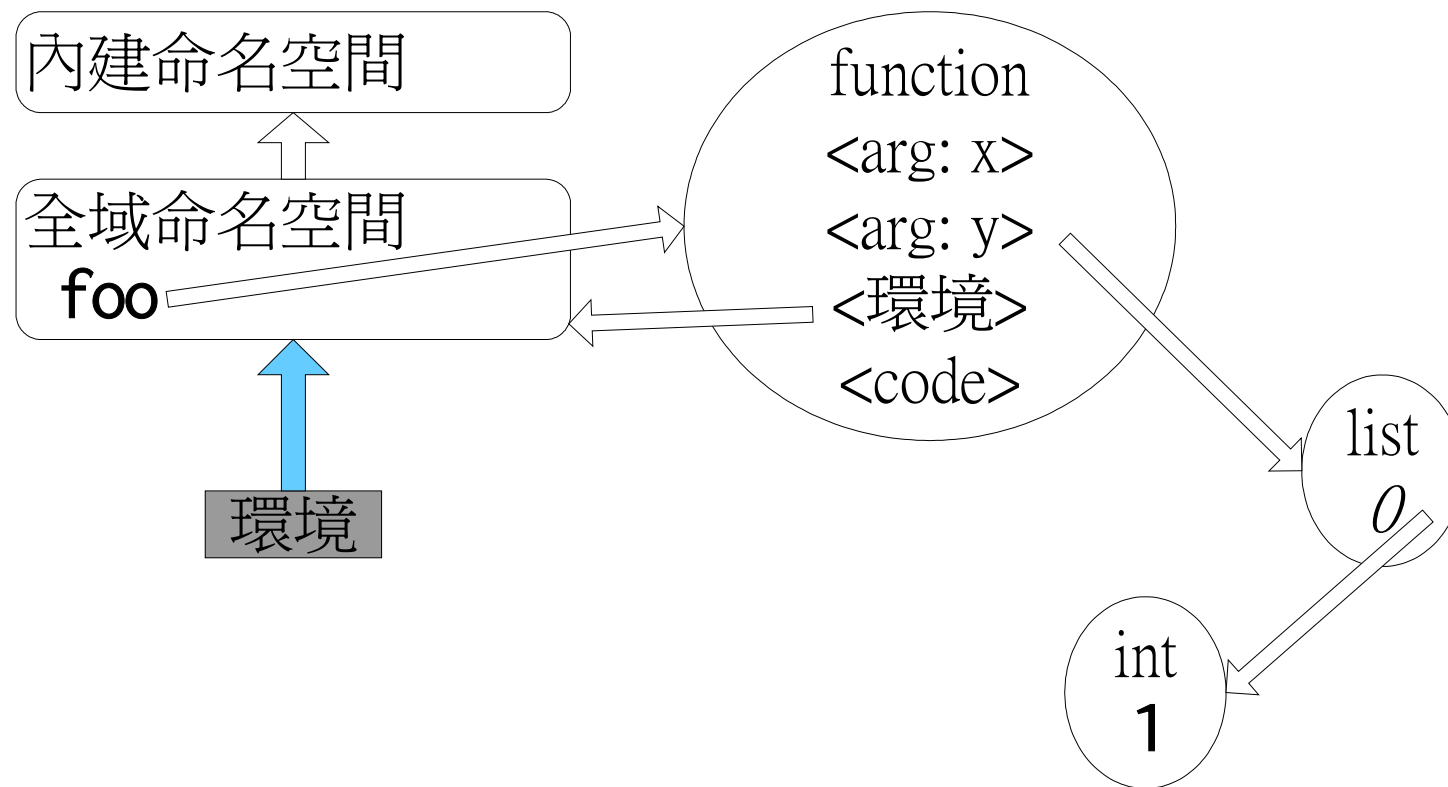 內建命名空間
全域命名空間
foo
環境
function
<arg: x>
<arg: y>
<環境>
<code>
list
0
int
1